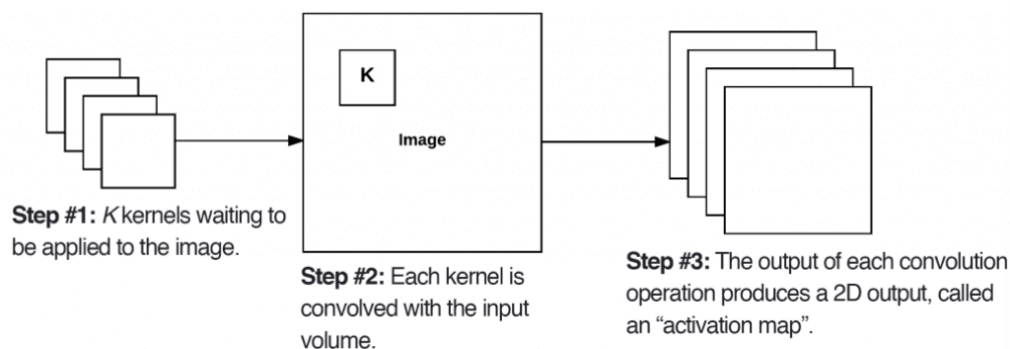 K
Image
Step #1: K kernels waiting to
be applied to the image.
Step #2: Each kernel is
convolved with the input
volume.
Step #3: The output of each convolution
operation produces a 2D output, called
an “activation map”.